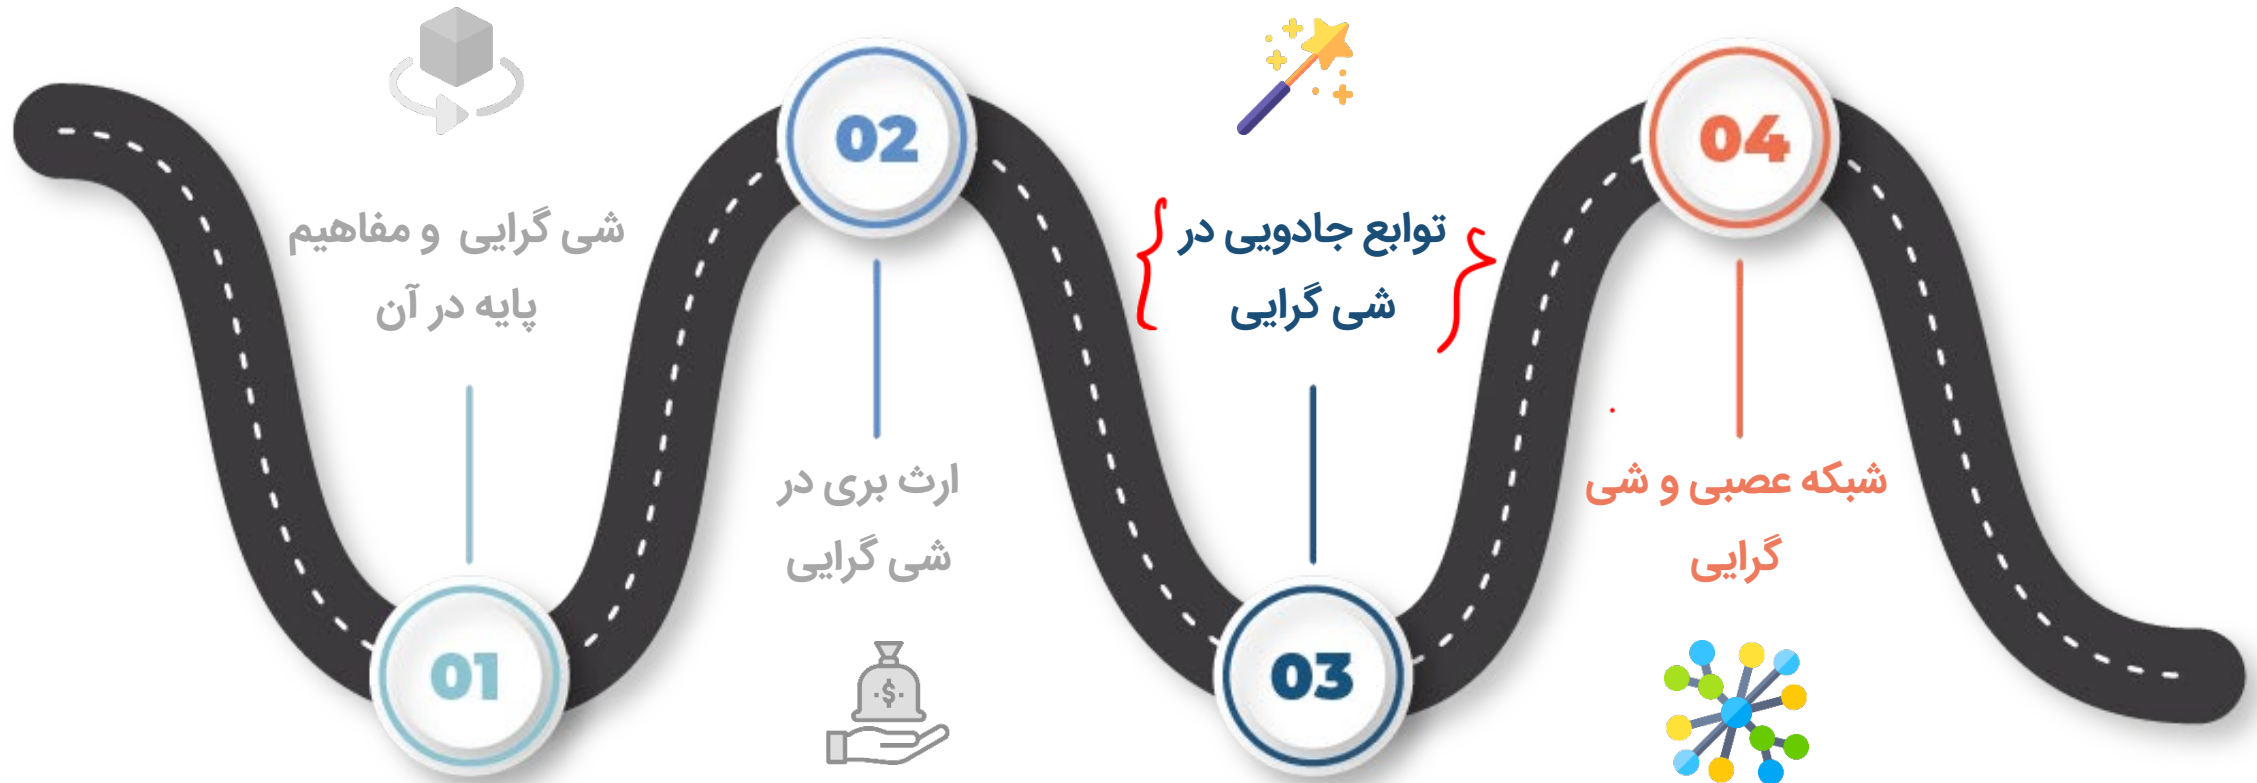 شی گرایی و مفاهیم
پایه در آن
01
02
ارث بری در
شی گرایی
توابع جادویی در
شی گرایی
03
04
شبکه عصبی و شی
گرایی
$